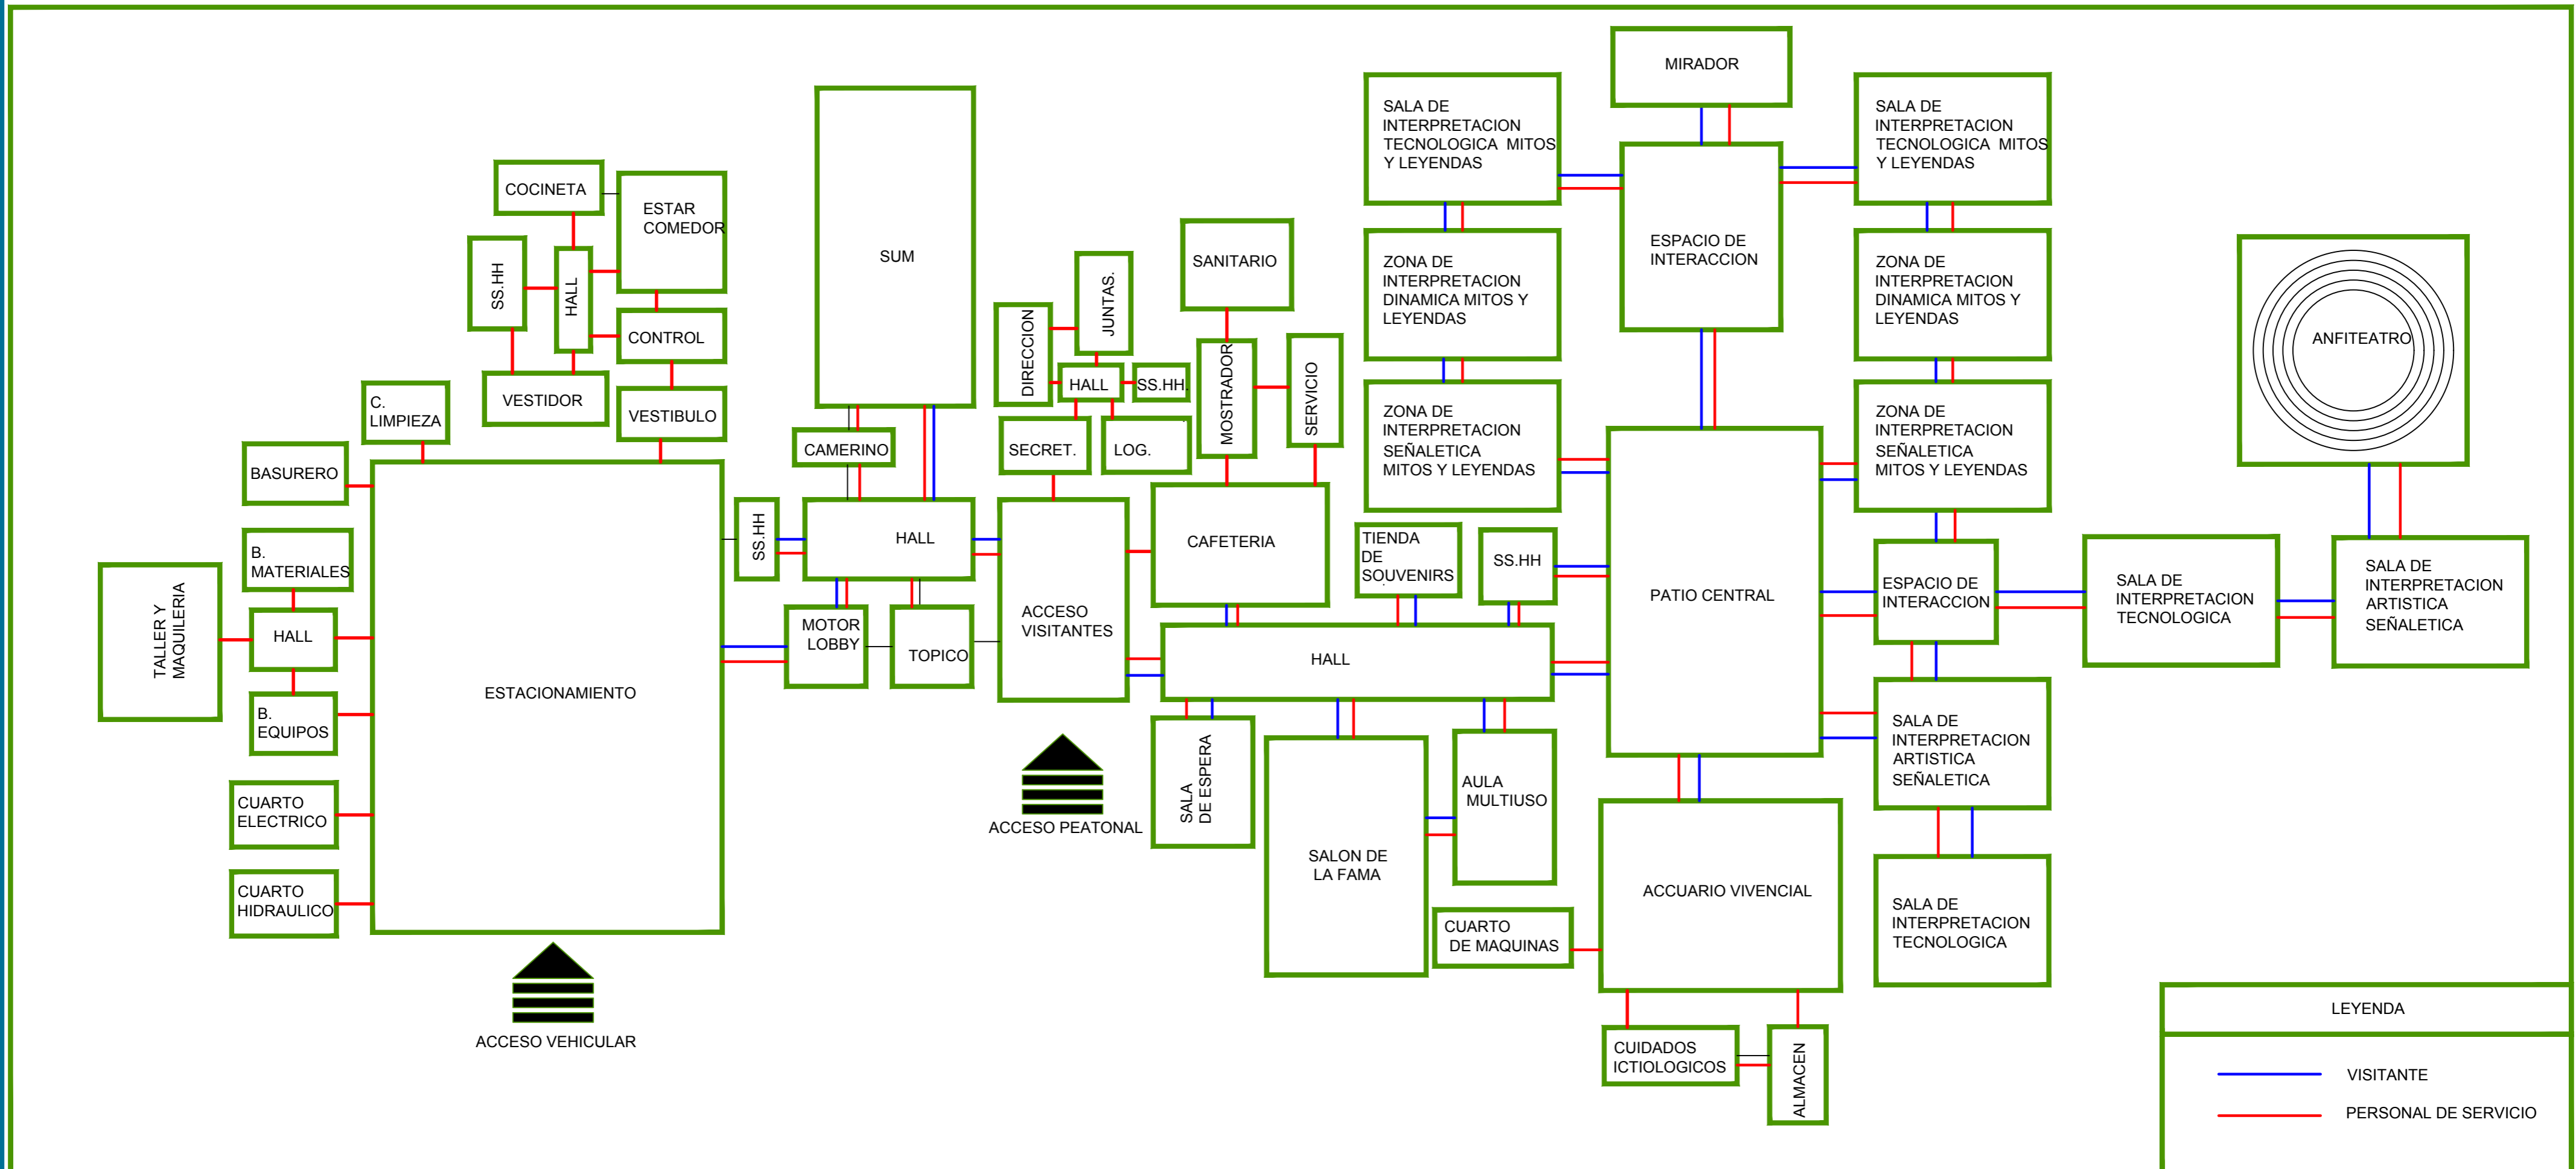 MIRADOR
SALA DE
INTERPRETACION
TECNOLOGICA MITOS
Y LEYENDAS
SALA DE
INTERPRETACION
TECNOLOGICA MITOS
Y LEYENDAS
COCINETA
ESTAR
COMEDOR
SUM
SS.HH
HALL
CONTROL
VESTIDOR
VESTIBULO
C.
LIMPIEZA
BASURERO
B.
MATERIALES
TALLER Y
MAQUILERIA
HALL
B.
EQUIPOS
CUARTO
ELECTRICO
CUARTO
HIDRAULICO
ESTACIONAMIENTO
ACCESO VEHICULAR
CAMERINO
SS.HH
HALL
MOTOR
LOBBY
TOPICO
DIRECCION
JUNTAS.
HALL
SS.HH.
SECRET.
LOG.
ACCESO
VISITANTES
ACCESO PEATONAL
SANITARIO
MOSTRADOR
SERVICIO
CAFETERIA
TIENDA
DE
SOUVENIRS
SS.HH
HALL
SALA
DE ESPERA
SALON DE
LA FAMA
AULA
MULTIUSO
ZONA DE
INTERPRETACION
DINAMICA MITOS Y
LEYENDAS
ZONA DE
INTERPRETACION
SEÑALETICA
MITOS Y LEYENDAS
ESPACIO DE
INTERACCION
PATIO CENTRAL
ACCUARIO VIVENCIAL
CUARTO
DE MAQUINAS
CUIDADOS
ICTIOLOGICOS
ALMACEN
ZONA DE
INTERPRETACION
DINAMICA MITOS Y
LEYENDAS
ZONA DE
INTERPRETACION
SEÑALETICA
MITOS Y LEYENDAS
ESPACIO DE
INTERACCION
SALA DE
INTERPRETACION
ARTISTICA
SEÑALETICA
SALA DE
INTERPRETACION
TECNOLOGICA
SALA DE
INTERPRETACION
TECNOLOGICA
SALA DE
INTERPRETACION
ARTISTICA
SEÑALETICA
ANFITEATRO
LEYENDA
VISITANTE
PERSONAL DE SERVICIO